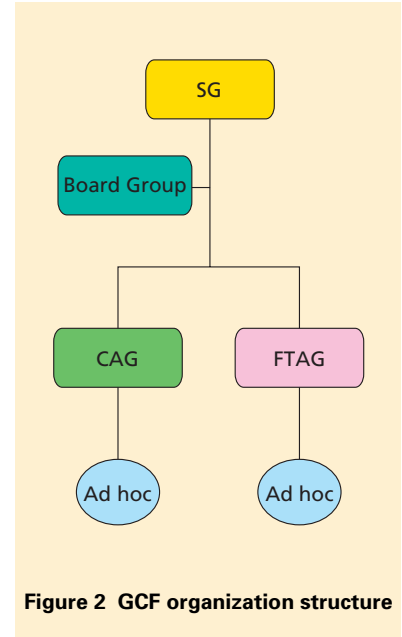 SG
Board Group
CAG
FTAG
Ad hoc
Ad hoc
Figure 2 GCF organization structure